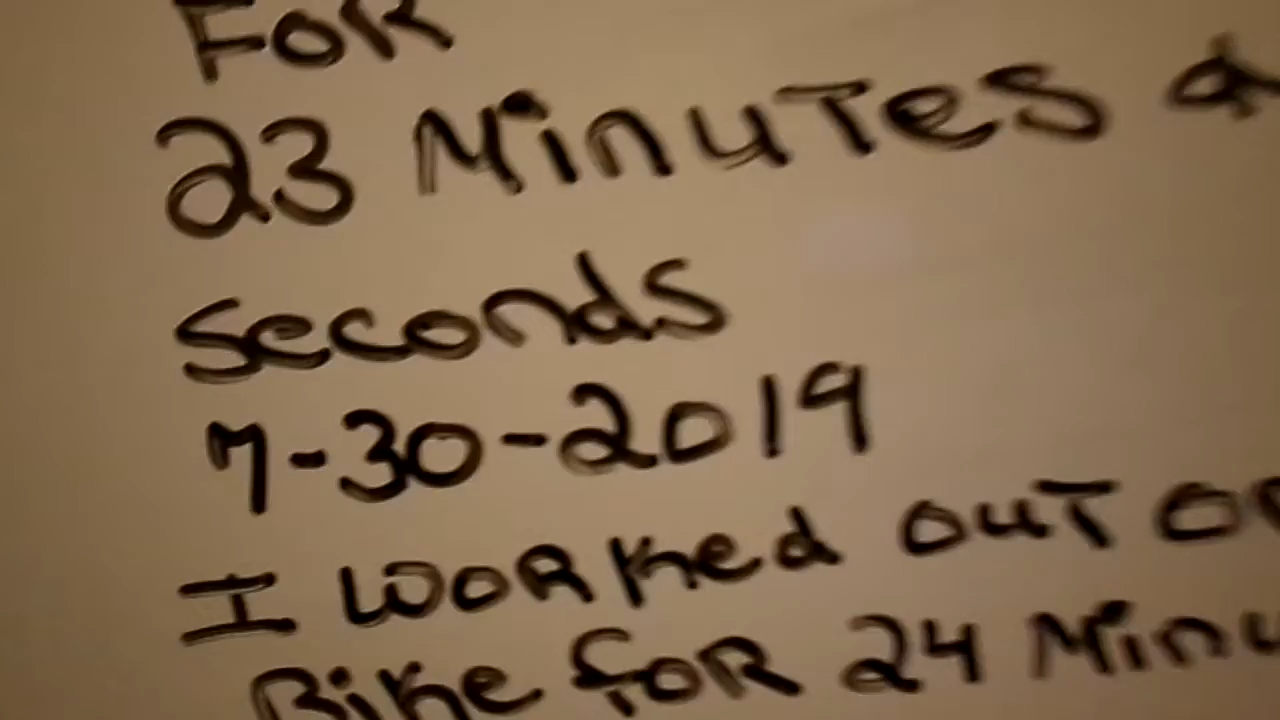 FOR
23 MinuTes
Seconds
7-30-2019
I WORked OUT
Bike foR 24